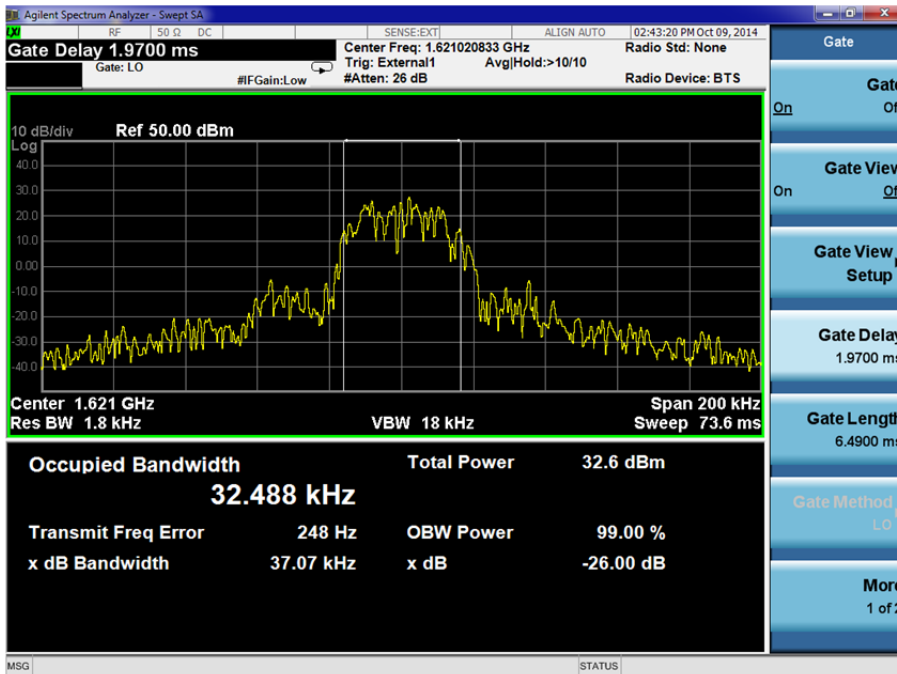 Agilent Spectrum Analyzer - Swept SA
LXI RF 50 Ω DC SENSE:EXT ALIGN AUTO 02:43:20 PM Oct 09, 2014
Gate Delay 1.9700 ms
Center Freq: 1.621020833 GHz Radio Std: None
Gate: LO Trig: External1 Avg|Hold:>10/10
#IFGain:Low #Atten: 26 dB Radio Device: BTS
10 dB/div Ref 50.00 dBm
Log
40.0
30.0
20.0
10.0
0.00
-10.0
-20.0
-30.0
-40.0
Center 1.621 GHz Span 200 kHz
Res BW 1.8 kHz VBW 18 kHz Sweep 73.6 ms
Occupied Bandwidth Total Power 32.6 dBm
32.488 kHz
Transmit Freq Error 248 Hz OBW Power 99.00 %
x dB Bandwidth 37.07 kHz x dB -26.00 dB
MSG STATUS
Gate
Gate
On Of
Gate View
On Of
Gate View
Setup
Gate Delay
1.9700 ms
Gate Length
6.4900 ms
Gate Method
LO
More
1 of 2